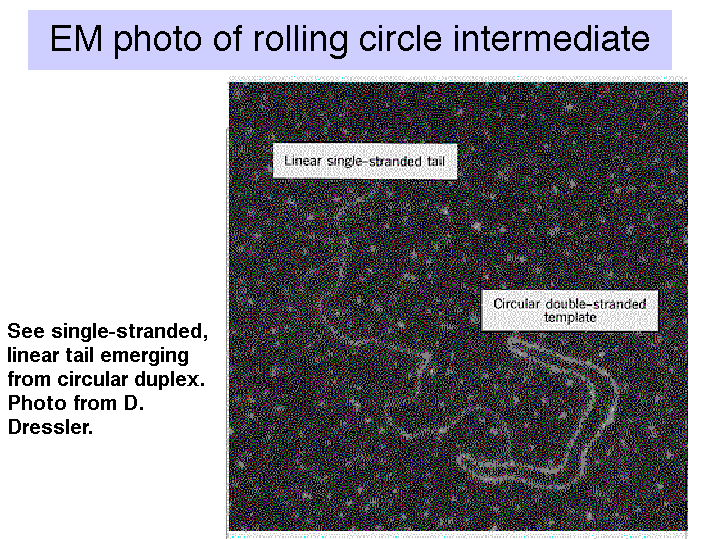 EM photo of rolling circle intermediate
Linear single-stranded tail
Circular double-stranded
template
See single-stranded,
linear tail emerging
from circular duplex.
Photo from D.
Dressler.